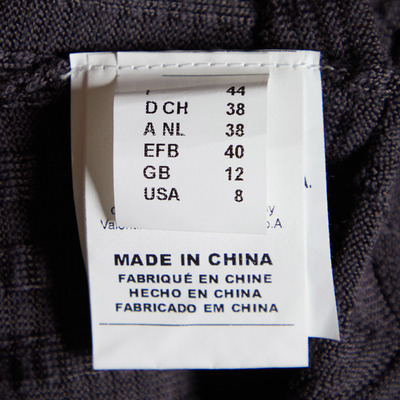 44
D CH 38
A NL 38
EFB 40
GB 12
USA 8
A.
MADE IN CHINA
FABRIQUÉ EN CHINE
HECHO EN CHINA
FABRICADO EM CHINA